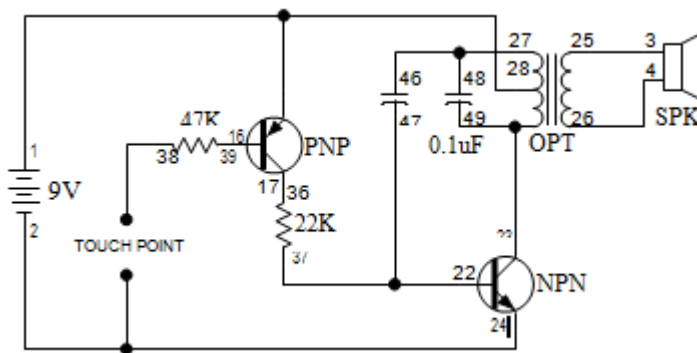 27 25 3
46 48 28 4
47K 16 49 26 SPK
38 39 PNP 47 0.1uF OPT
1 17 36
9V 22K 33
2 TOUCH POINT 37 22 NPN
24